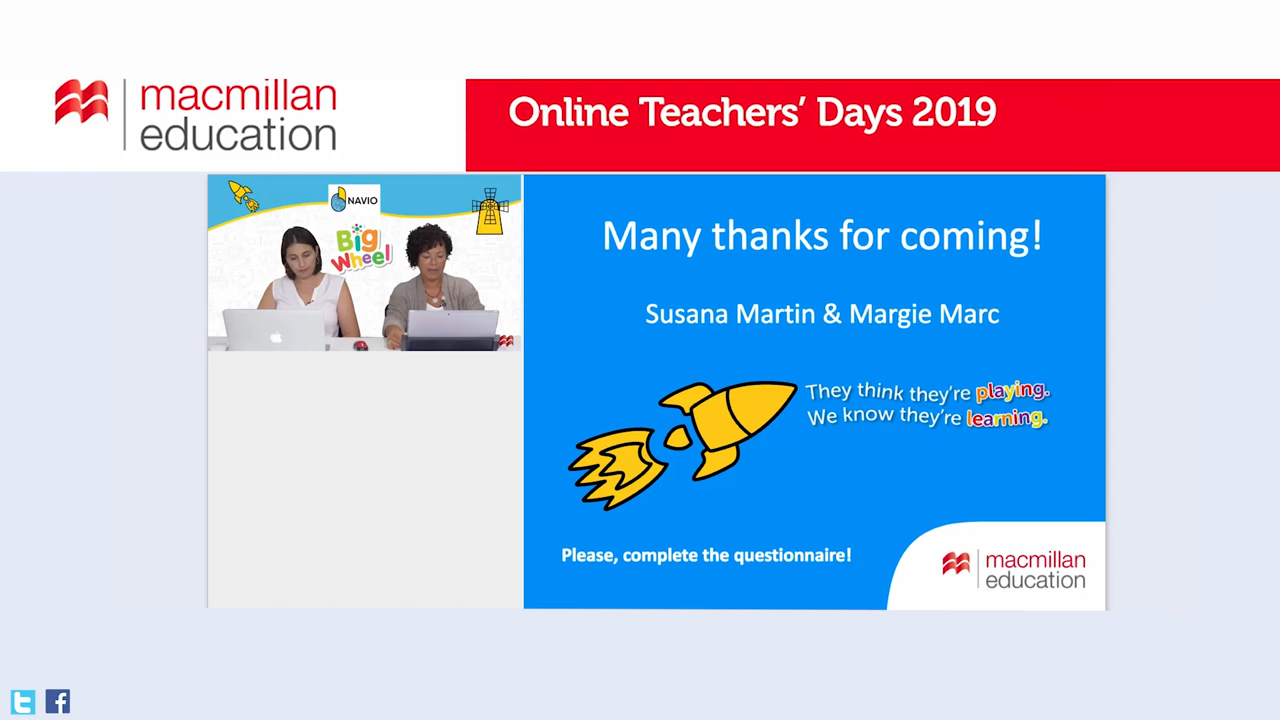 macmillan
education
Online Teachers’ Days 2019
NAVIO
Big
Wheel
Many thanks for coming!
Susana Martin & Margie Marc
They think they’re playing.
We know they’re learning.
Please, complete the questionnaire!
macmillan
education